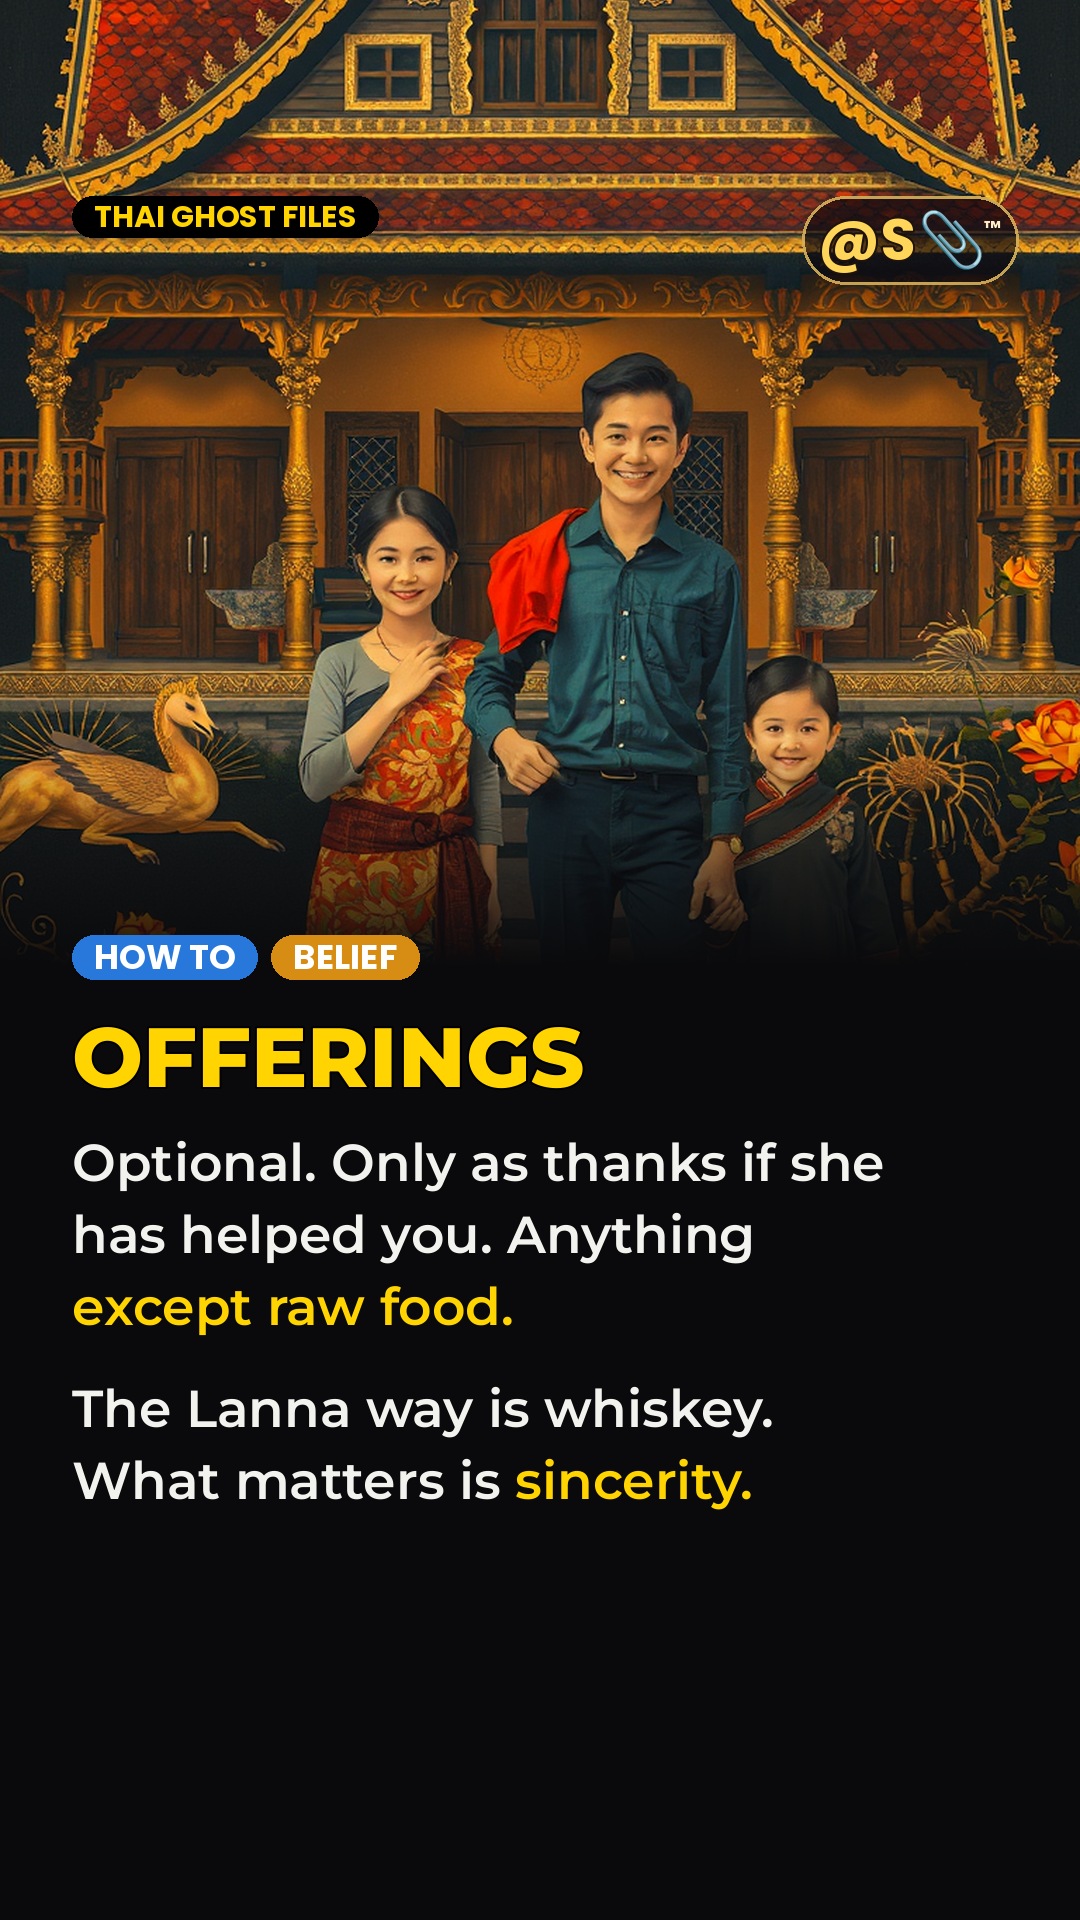 THAI GHOST FILES
@S📎™
HOW TO
BELIEF
OFFERINGS
Optional. Only as thanks if she
has helped you. Anything
except raw food.
The Lanna way is whiskey.
What matters is sincerity.